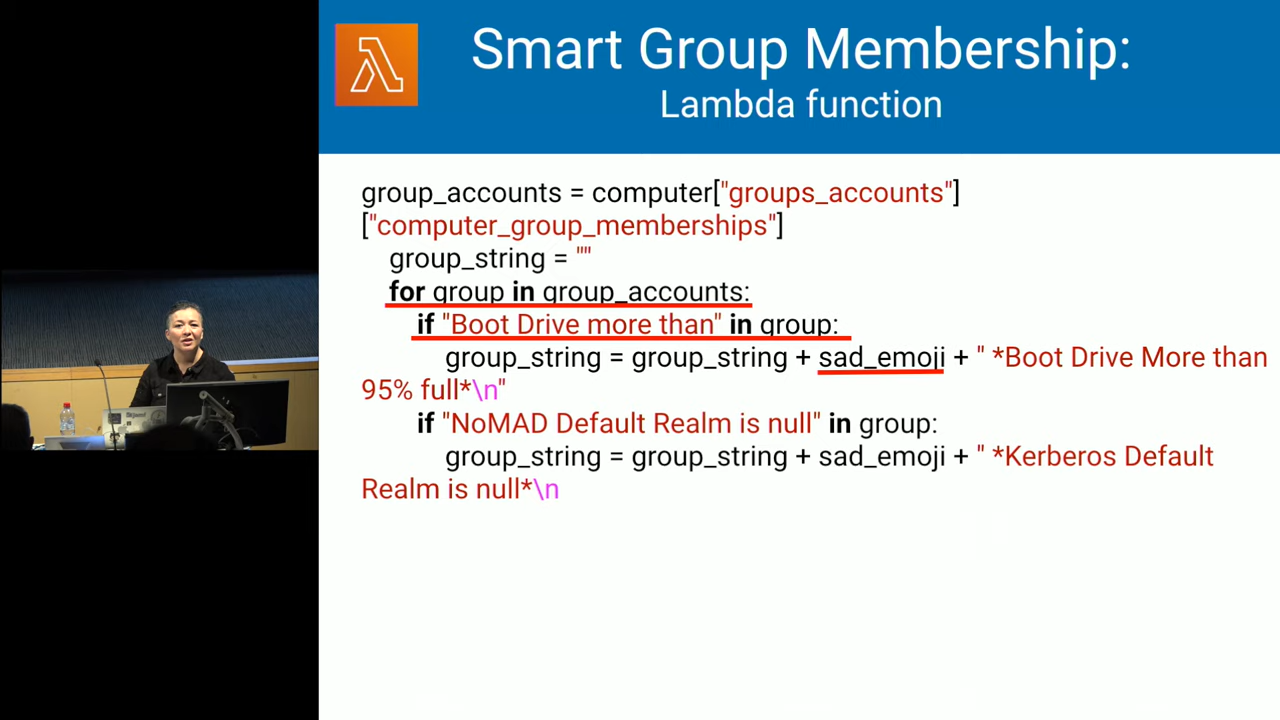 Smart Group Membership:
Lambda function
group_accounts = computer["groups_accounts"]
["computer_group_memberships"]
group_string = ""
for group in group_accounts:
if "Boot Drive more than" in group:
group_string = group_string + sad_emoji + " *Boot Drive More than
95% full*\n"
if "NoMAD Default Realm is null" in group:
group_string = group_string + sad_emoji + " *Kerberos Default
Realm is null*\n